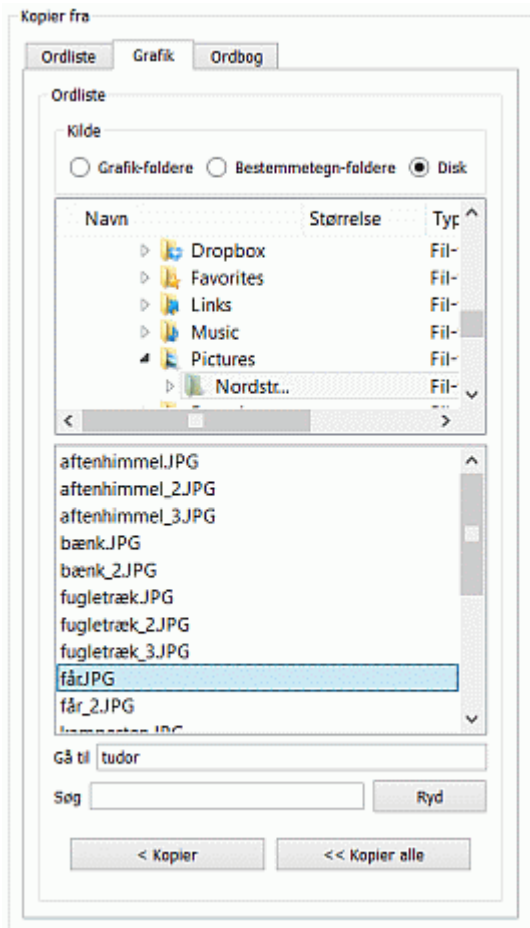 Kopier fra
Ordliste Grafik Ordbog
Ordliste
Kilde
Grafik-foldere Bestemmetegn-foldere Disk
Navn Størrelse Typ
Dropbox Fil-
Favorites Fil-
Links Fil-
Music Fil-
Pictures Fil-
Nordstr... Fil-
aftenhimmel.JPG
aftenhimmel_2.JPG
aftenhimmel_3.JPG
bænk.JPG
bænk_2.JPG
fugletræk.JPG
fugletræk_2.JPG
fugletræk_3.JPG
får.JPG
får_2.JPG
Gå til tudor
Søg Ryd
< Kopier << Kopier alle